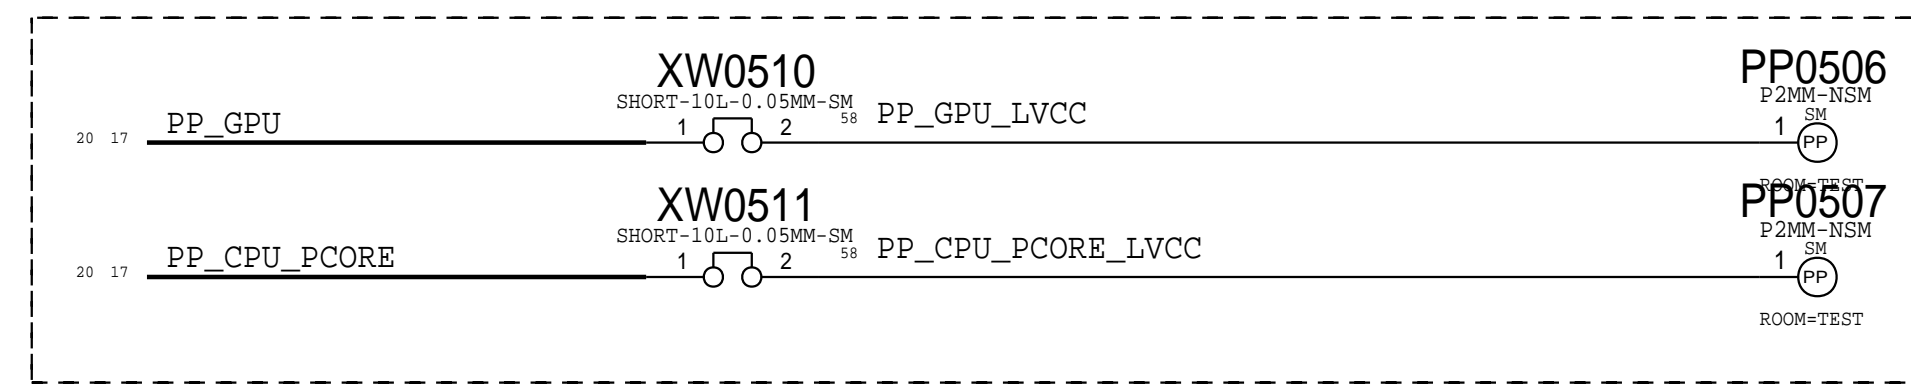 XW0510
SHORT-10L-0.05MM-SM
20 17 PP_GPU 1 2 58 PP_GPU_LVCC
PP0506
P2MM-NSM
SM
1 PP
ROOM=TEST
XW0511
SHORT-10L-0.05MM-SM
20 17 PP_CPU_PCORE 1 2 58 PP_CPU_PCORE_LVCC
PP0507
P2MM-NSM
SM
1 PP
ROOM=TEST